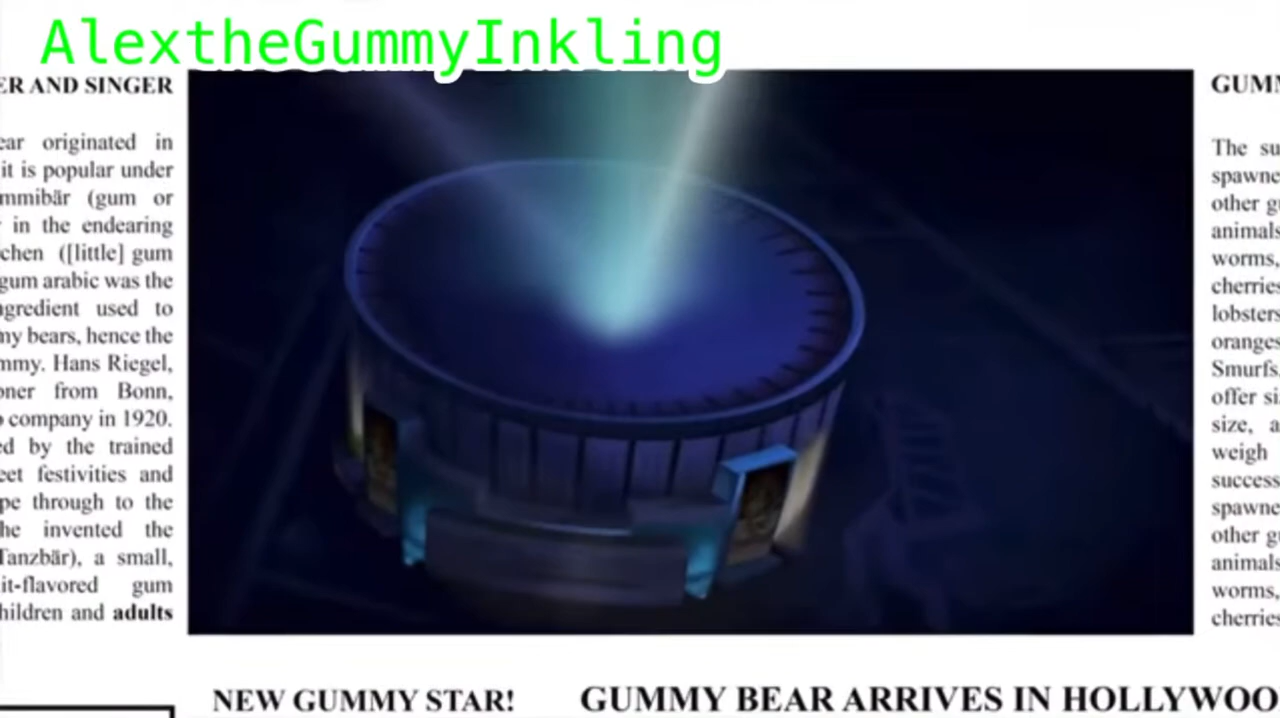 AlextheGummyInkling
ER AND SINGER
ear originated in
it is popular under
mmibär (gum or
in the endearing
chen ([little] gum
gum arabic was the
ngredient used to
my bears, hence the
mmy. Hans Riegel,
oner from Bonn,
company in 1920.
ed by the trained
eet festivities and
pe through to the
he invented the
Tanzbär), a small,
it-flavored gum
hildren and adults
GUMM
The su
spawne
other gu
animals
worms,
cherries
lobsters
oranges
Smurfs,
offer si
size, a
weigh
success
spawne
other gu
animals
worms,
cherries
NEW GUMMY STAR!
GUMMY BEAR ARRIVES IN HOLLYWOO